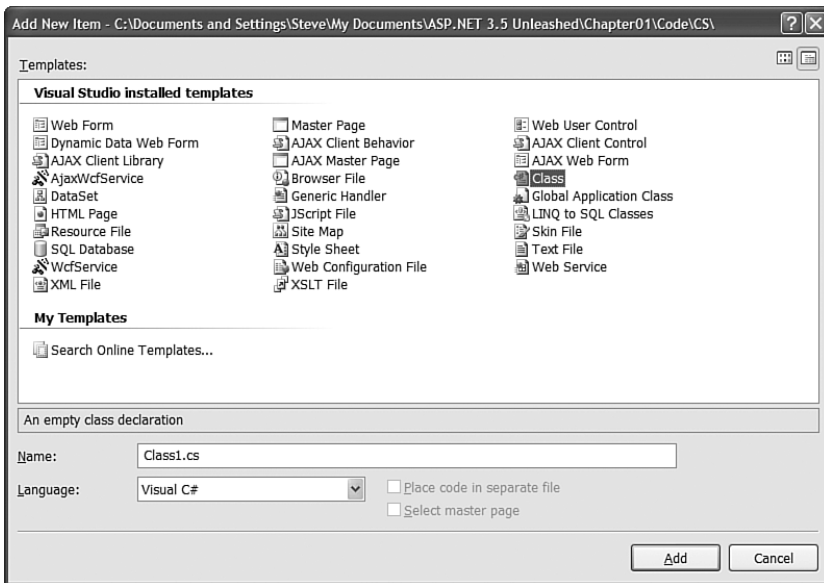 Add New Item - C:\Documents and Settings\Steve\My Documents\ASP.NET 3.5 Unleashed\Chapter01\Code\CS\
Templates:
Visual Studio installed templates
Web Form
Master Page
Web User Control
Dynamic Data Web Form
AJAX Client Behavior
AJAX Client Control
AJAX Client Library
AJAX Master Page
AJAX Web Form
AjaxWcfService
Browser File
Class
DataSet
Generic Handler
Global Application Class
HTML Page
JScript File
LINQ to SQL Classes
Resource File
Site Map
Skin File
SQL Database
Style Sheet
Text File
WcfService
Web Configuration File
Web Service
XML File
XSLT File
My Templates
Search Online Templates...
An empty class declaration
Name:
Class1.cs
Language:
Visual C#
Place code in separate file
Select master page
Add
Cancel